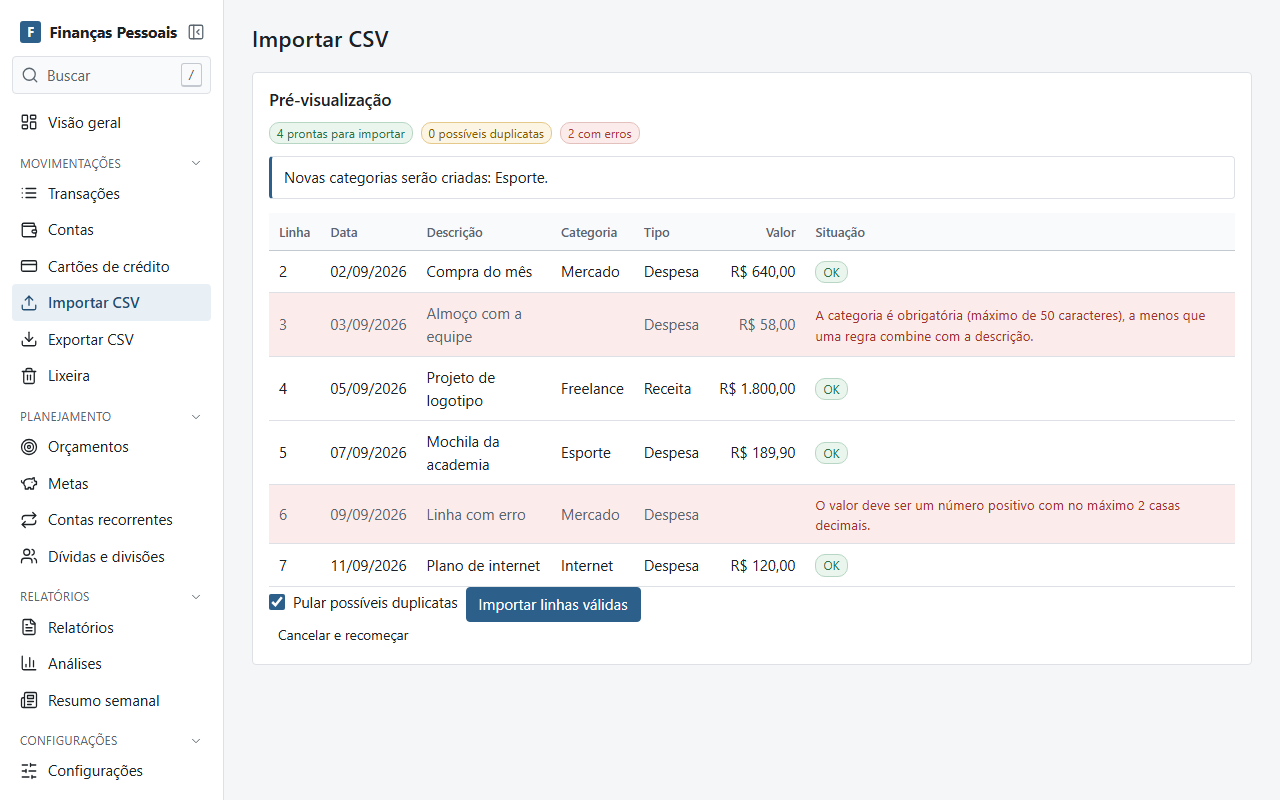 F Finanças Pessoais
Buscar /
Visão geral
MOVIMENTAÇÕES
Transações
Contas
Cartões de crédito
Importar CSV
Exportar CSV
Lixeira
PLANEJAMENTO
Orçamentos
Metas
Contas recorrentes
Dívidas e divisões
RELATÓRIOS
Relatórios
Análises
Resumo semanal
CONFIGURAÇÕES
Configurações
Importar CSV
Pré-visualização
4 prontas para importar 0 possíveis duplicatas 2 com erros
Novas categorias serão criadas: Esporte.
Linha Data Descrição Categoria Tipo Valor Situação
2 02/09/2026 Compra do mês Mercado Despesa R$ 640,00 OK
3 03/09/2026 Almoço com a equipe Despesa R$ 58,00 A categoria é obrigatória (máximo de 50 caracteres), a menos que
uma regra combine com a descrição.
4 05/09/2026 Projeto de logotipo Freelance Receita R$ 1.800,00 OK
5 07/09/2026 Mochila da academia Esporte Despesa R$ 189,90 OK
6 09/09/2026 Linha com erro Mercado Despesa O valor deve ser um número positivo com no máximo 2 casas
decimais.
7 11/09/2026 Plano de internet Internet Despesa R$ 120,00 OK
Pular possíveis duplicatas Importar linhas válidas
Cancelar e recomeçar